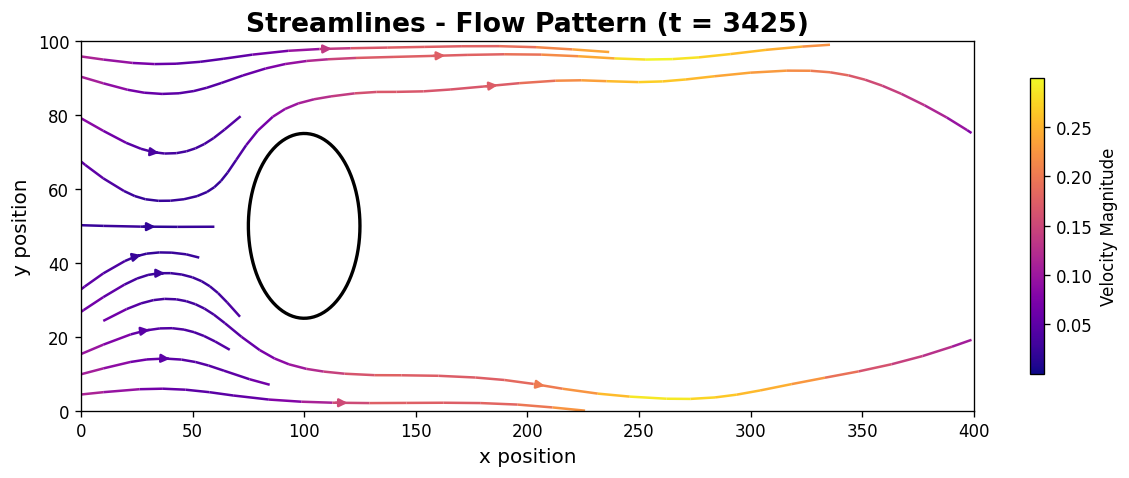 Streamlines - Flow Pattern (t = 3425)
100
80
60
40
20
0
y position
0 50 100 150 200 250 300 350 400
x position
0.25
0.20
0.15
0.10
0.05
Velocity Magnitude